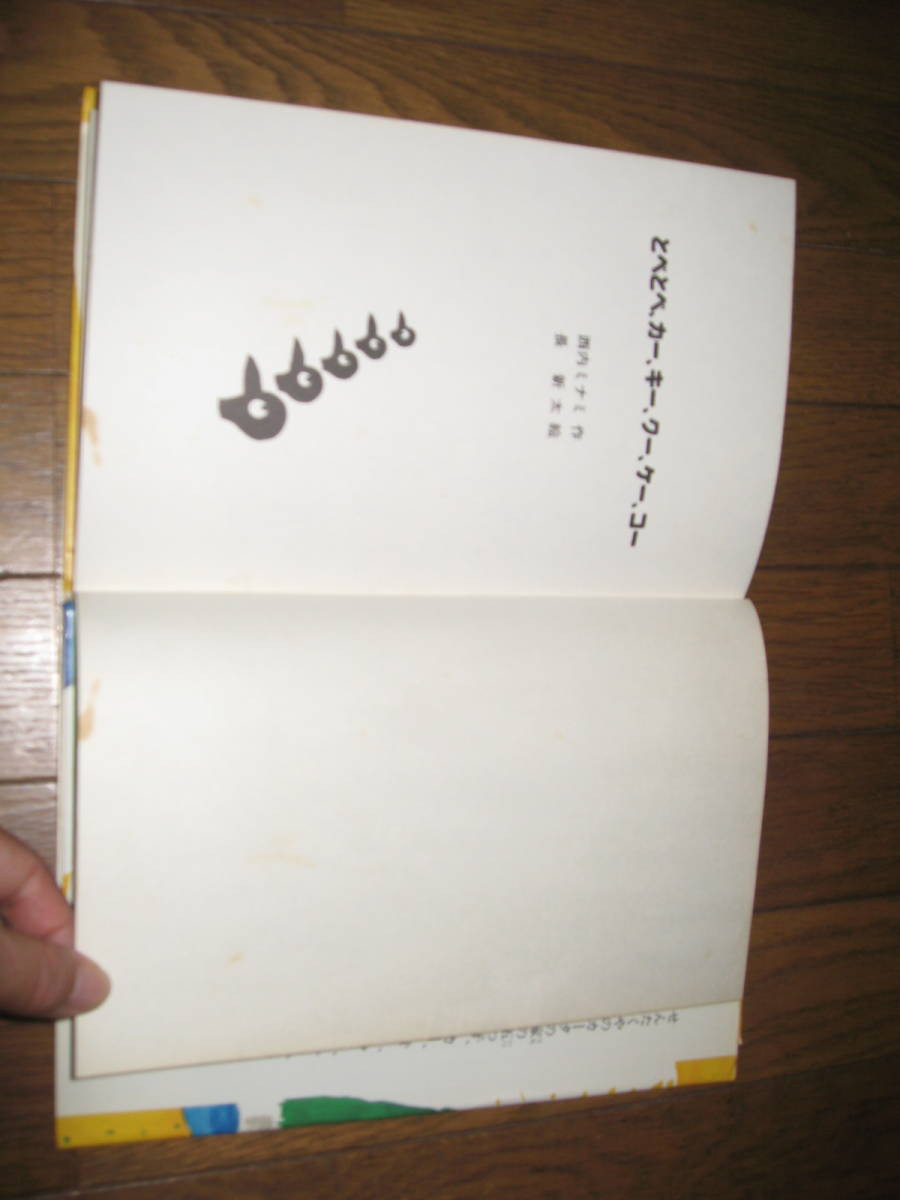 とべとべ、カー、キー、クー、ケー、コー
西内ミナミ 作
長 新太 絵